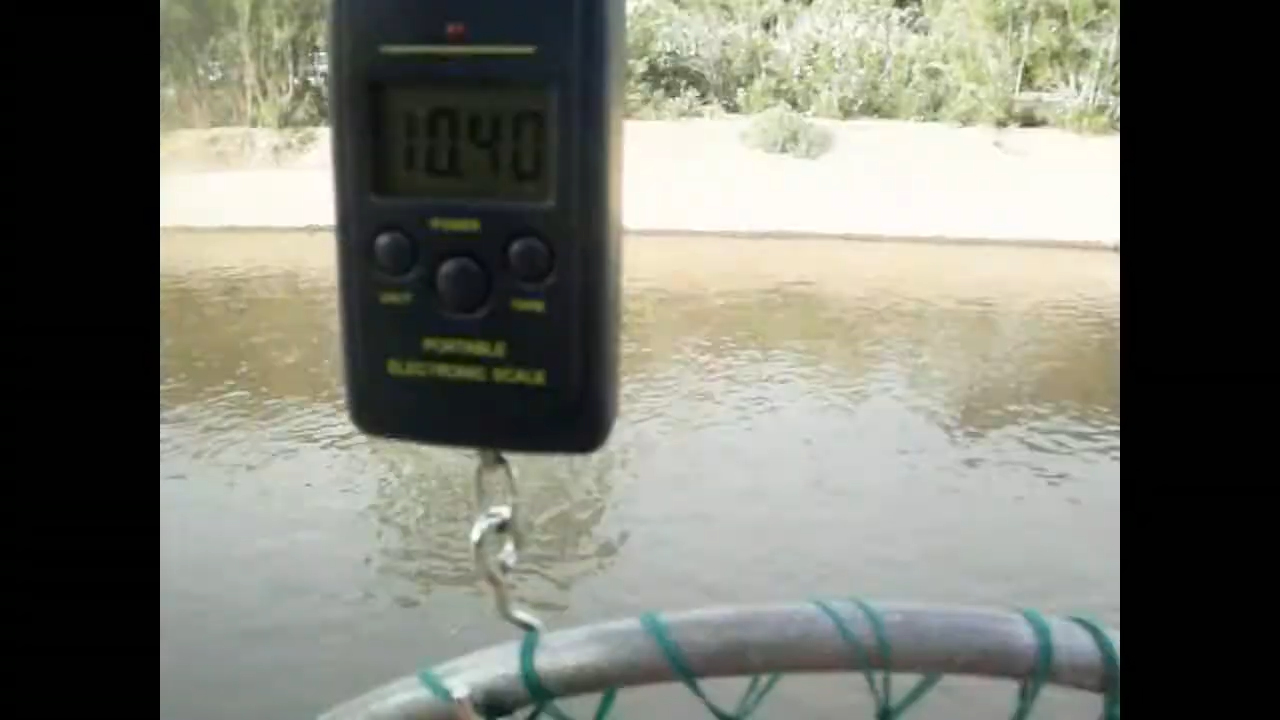 10.40
POWER
UNIT TARE
PORTABLE
ELECTRONIC SCALE